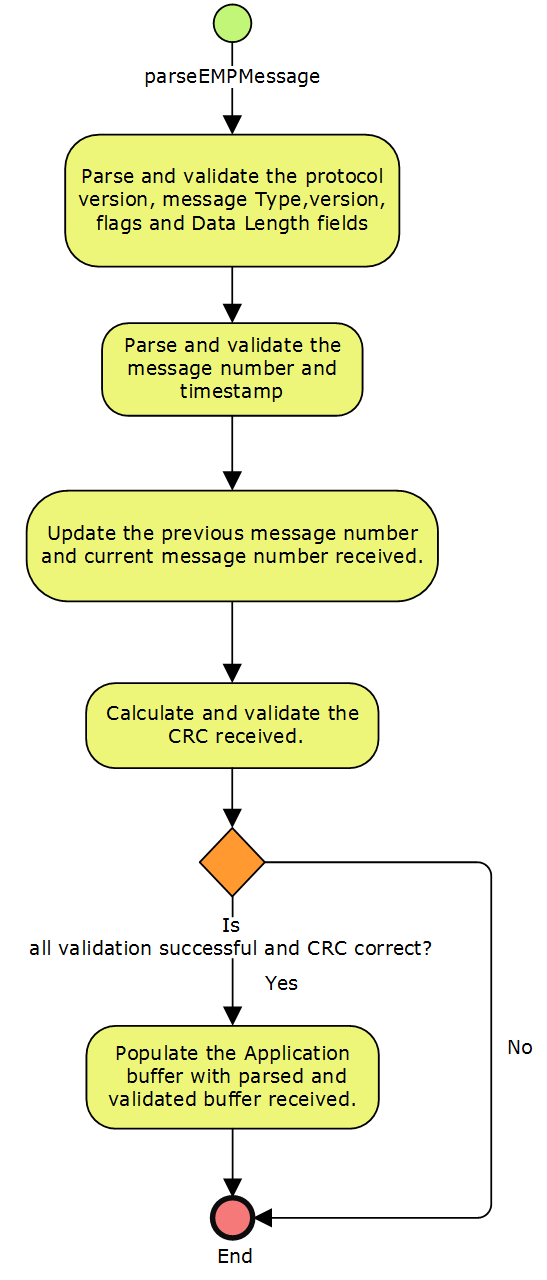 parseEMPMessage
Parse and validate the protocol
version, message Type,version,
flags and Data Length fields
Parse and validate the
message number and
timestamp
Update the previous message number
and current message number received.
Calculate and validate the
CRC received.
Is
all validation successful and CRC correct?
Yes
Populate the Application
buffer with parsed and
validated buffer received.
No
End